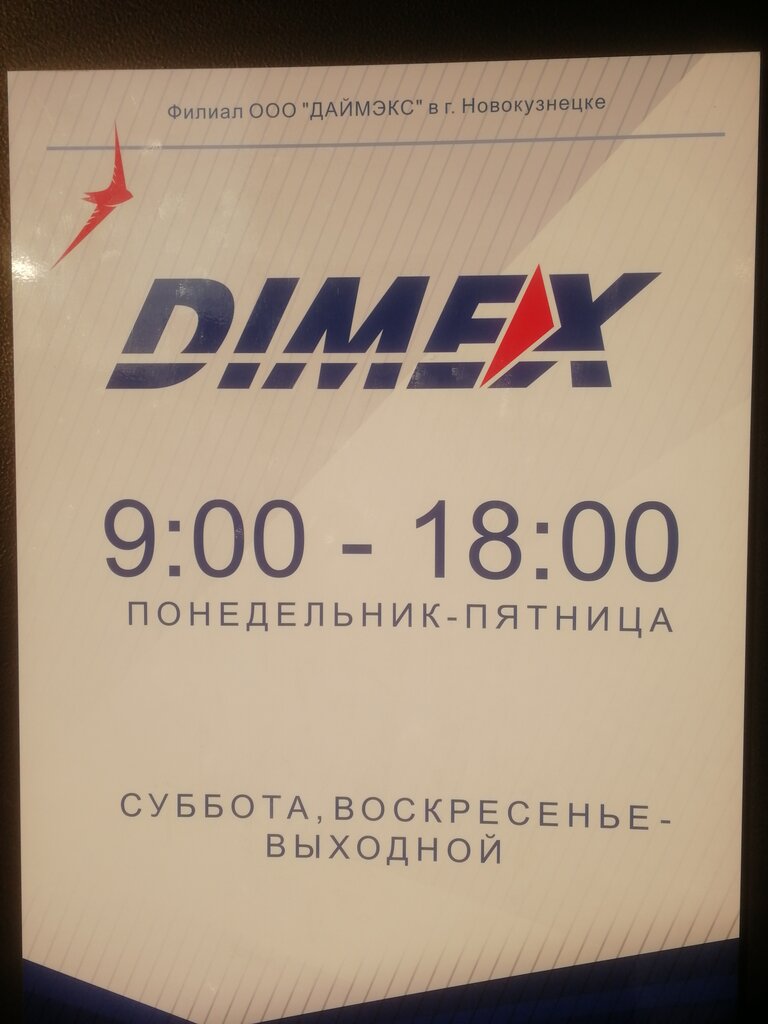 Филиал ООО "ДАЙМЭКС" в г. Новокузнецке
DIMEX
9:00 - 18:00
ПОНЕДЕЛЬНИК-ПЯТНИЦА
СУББОТА, ВОСКРЕСЕНЬЕ-
ВЫХОДНОЙ